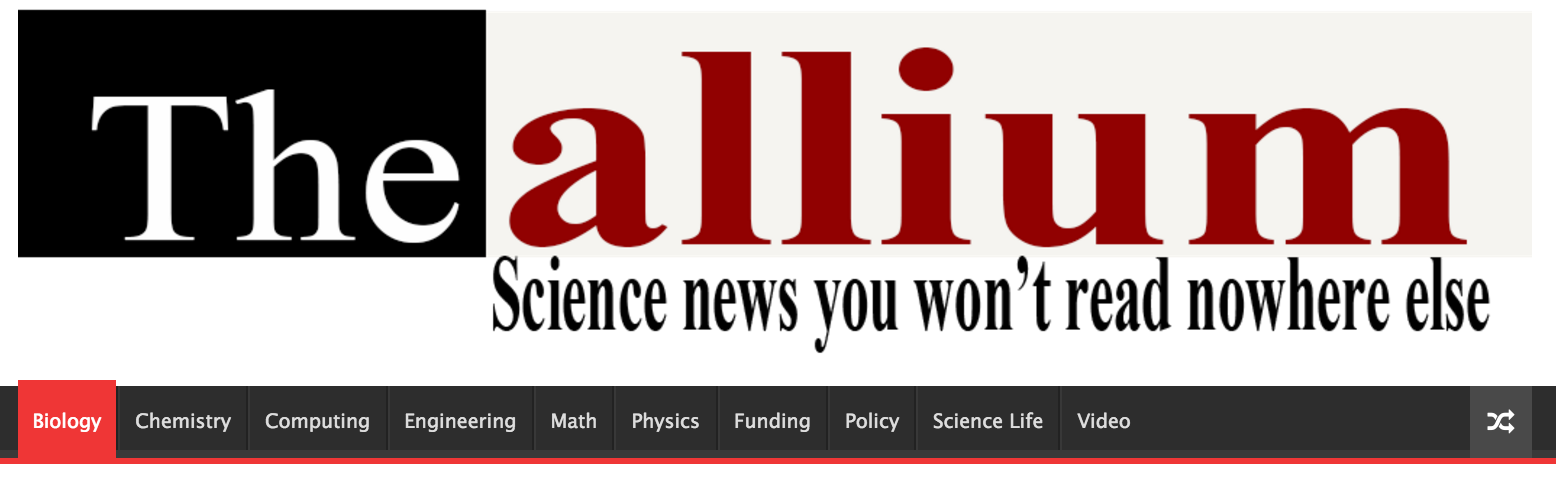 The allium
Science news you won't read nowhere else
Biology Chemistry Computing Engineering Math Physics Funding Policy Science Life Video